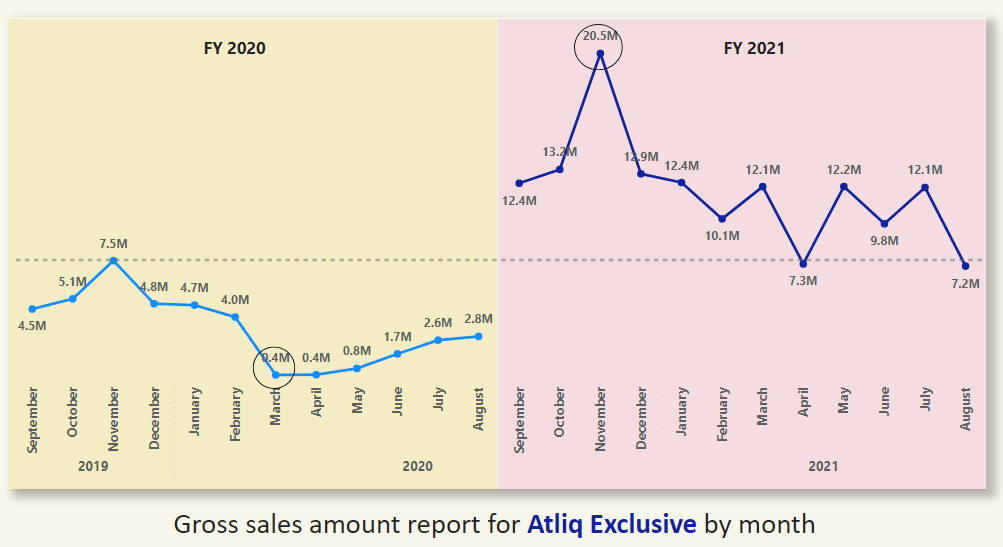 FY 2020
FY 2021
4.5M
5.1M
7.5M
4.8M
4.7M
4.0M
0.4M
0.4M
0.8M
1.7M
2.6M
2.8M
12.4M
13.2M
20.5M
12.9M
12.4M
10.1M
12.1M
7.3M
12.2M
9.8M
12.1M
7.2M
September
October
November
December
January
February
March
April
May
June
July
August
September
October
November
December
January
February
March
April
May
June
July
August
2019
2020
2021
Gross sales amount report for Atliq Exclusive by month